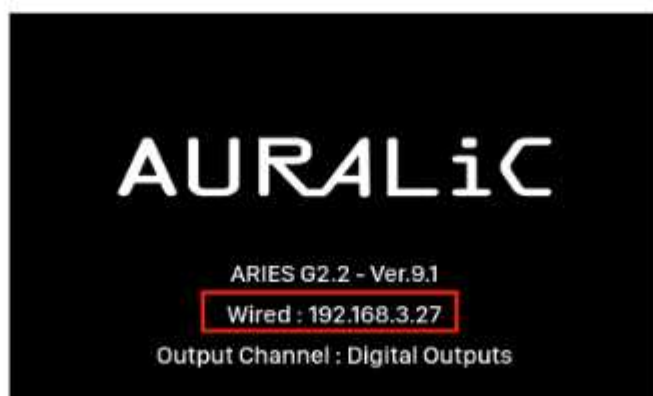 AURALiC
ARIES G2.2 - Ver.9.1
Wired : 192.168.3.27
Output Channel : Digital Outputs